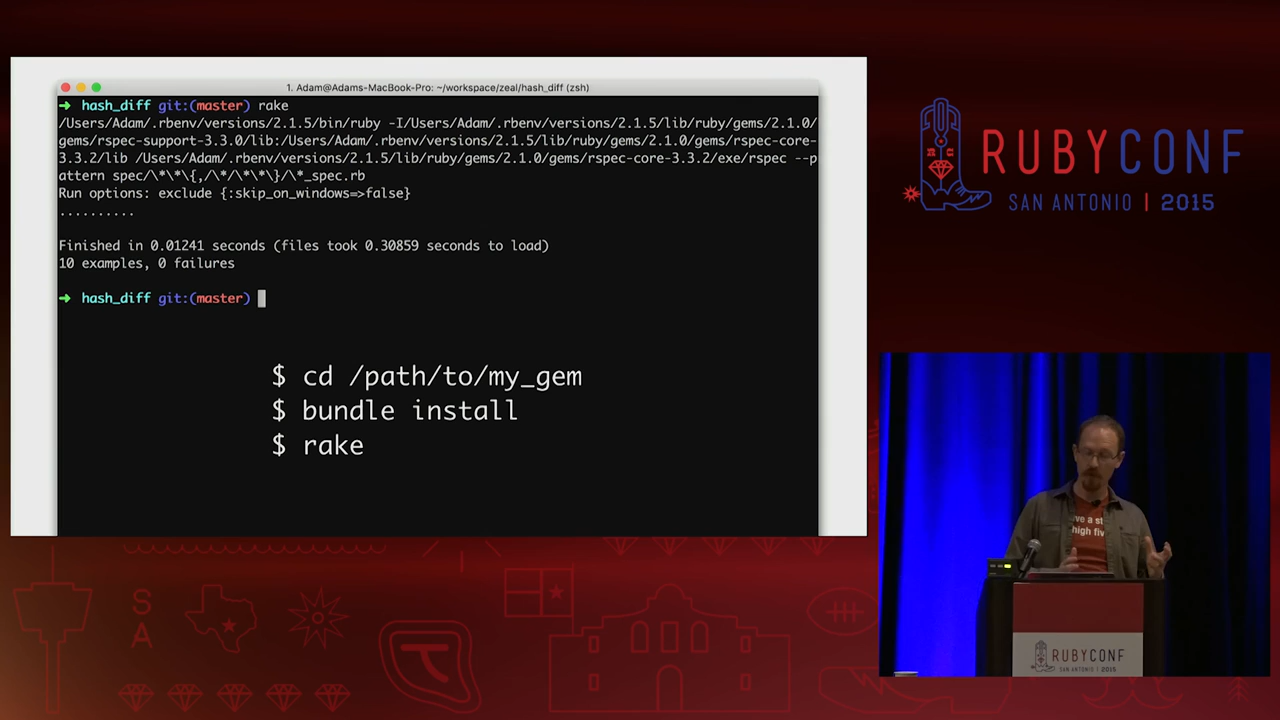 1. Adam@Adams-MacBook-Pro: ~/workspace/zeal/hash_diff (zsh)
➜ hash_diff git:(master) rake
/Users/Adam/.rbenv/versions/2.1.5/bin/ruby -I/Users/Adam/.rbenv/versions/2.1.5/lib/ruby/gems/2.1.0/
gems/rspec-support-3.3.0/lib:/Users/Adam/.rbenv/versions/2.1.5/lib/ruby/gems/2.1.0/gems/rspec-core-
3.3.2/lib /Users/Adam/.rbenv/versions/2.1.5/lib/ruby/gems/2.1.0/gems/rspec-core-3.3.2/exe/rspec --p
attern spec/\*\*\{,/\*/\*\*\}/\*_spec.rb
Run options: exclude {:skip_on_windows=>false}
..........
Finished in 0.01241 seconds (files took 0.30859 seconds to load)
10 examples, 0 failures
➜ hash_diff git:(master)
$ cd /path/to/my_gem
$ bundle install
$ rake
RUBYCONF
SAN ANTONIO | 2015
ve a st
high fiv
RUBYCONF
SAN ANTONIO | 2015
S
A